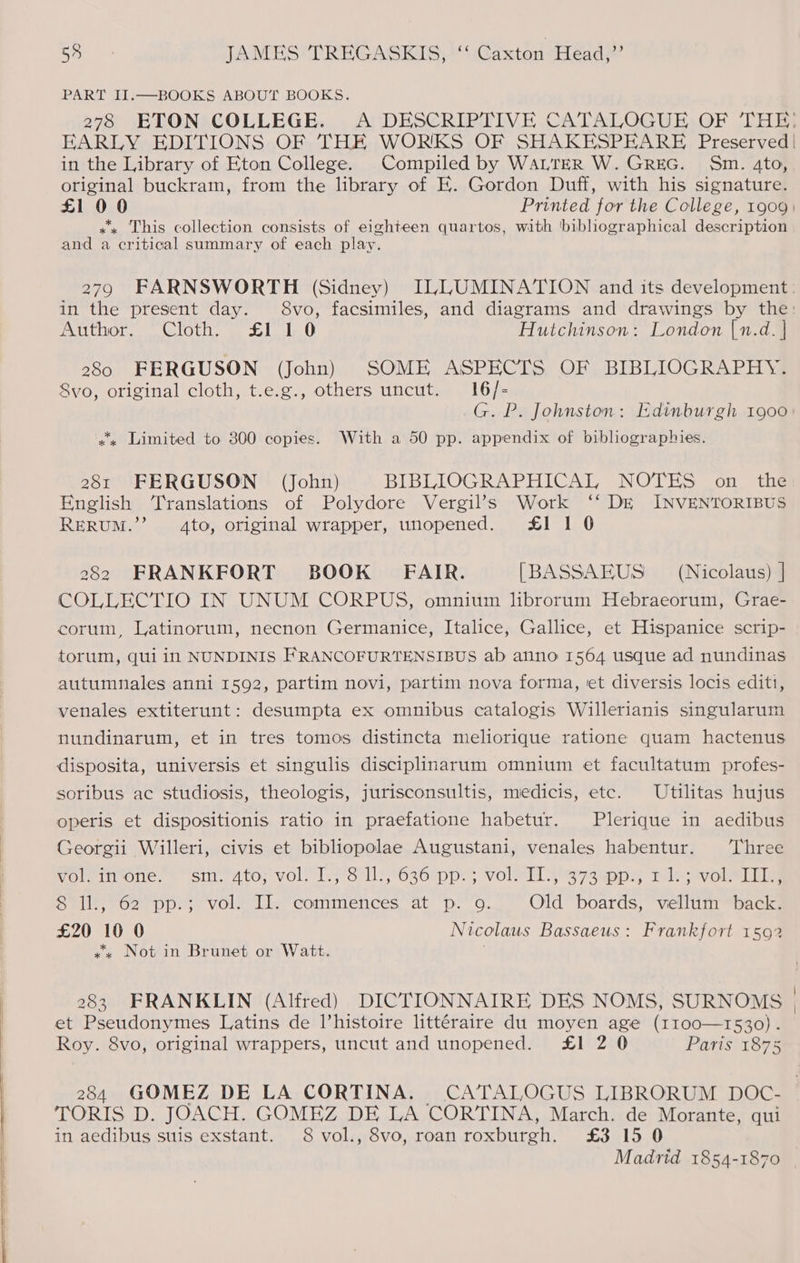 58 JAMES TREGASKIS, “ Caxton Head,”
PART II.—BOOKS ABOUT BOOKS.
278 ETON COLLEGE. A DESCRIPTIVE CATALOGUE OF THE
EARLY EDITIONS OF THE WORKS OF SHAKESPEARE Preserved
in the Library of Eton College. Compiled by WALTER W. GREG. Sm. 4to,
original buckram, from the library of E. Gordon Duff, with his signature.
£1 0 0 Printed for the College, 1909
*** This collection consists of eighteen quartos, with bibliographical description
and a critical summary of each play.
279 FARNSWORTH (Sidney) ILLUMINATION and its development
in the present day. 8vo, facsimiles, and diagrams and drawings by the
Author. Cloth. £1 1 0 Hutchinson: London [n.d.]
280 FERGUSON (John) SOME ASPECTS OF BIBLIOGRAPHY.
8vo, original cloth, t.e.g., others uncut. 16/-
G. P. Johnston: Edinburgh 1900
*** Limited to 300 copies. With a 50 pp. appendix of bibliographies.
281 FERGUSON (John) BIBLIOGRAPHICAL NOTES on the
English Translations of Polydore Vergil’s Work “ DE INVENTORIBUS
RERUM.” 4to, original wrapper, unopened. £1 1 0
282 FRANKFORT BOOK FAIR. [BASSAEUS (Nicolaus)]
COLLECTIO IN UNUM CORPUS, omnium librorum Hebraeorum, Grae-
corum, Latinorum, necnon Germanice, Italice, Gallice, et Hispanice scrip-
torum, qui in NUNDINIS FRANCOFURTENSIBUS ab anno 1564 usque ad nundinas
autumnales anni 1592, partim novi, partim nova forma, et diversis locis editi,
venales extiterunt: desumpta ex omnibus catalogis Willerianis singularum
nundinarum, et in tres tomos distincta meliorique ratione quam hactenus
disposita, universis et singulis disciplinarum omnium et facultatum profes-
soribus ac studiosis, theologis, jurisconsultis, medicis, etc. Utilitas hujus
operis et dispositionis ratio in praefatione habetur. Plerique in aedibus
Georgii Willeri, civis et bibliopolae Augustani, venales habentur. Three
vol. in one. sm. 4to, vol. I., 8 ll., 636 pp.; vol. II., 373 pp., 1 l.; vol. III.,
8 ll., 62 pp.; vol. II. commences at p. 9. Old boards, vellum back.
£20 10 0 Nicolaus Bassaeus: Frankfort 1592
*** Not in Brunet or Watt.
283 FRANKLIN (Alfred) DICTIONNAIRE DES NOMS, SURNOMS
et Pseudonymes Latins de l’histoire littéraire du moyen age (1100—1530).
Roy. 8vo, original wrappers, uncut and unopened. £1 2 0 Paris 1875
284 GOMEZ DE LA CORTINA. CATALOGUS LIBRORUM DOC-
TORIS D. JOACH. GOMEZ DE LA CORTINA, March. de Morante, qui
in aedibus suis exstant. 8 vol., 8vo, roan roxburgh. £3 15 0
Madrid 1854-1870